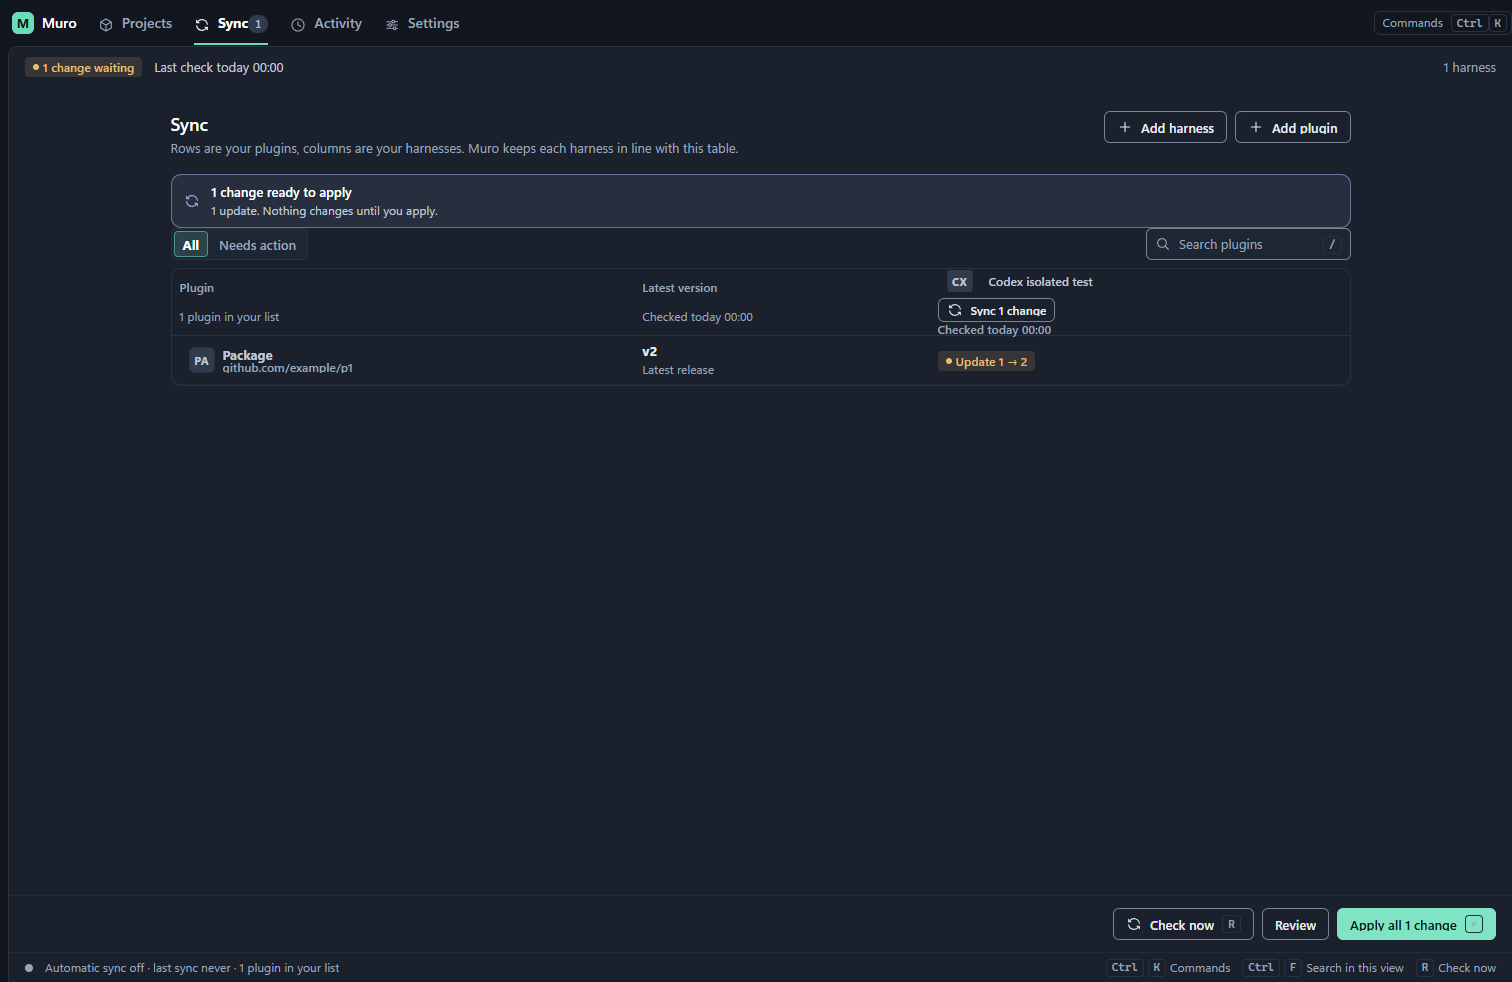 M Muro Projects Sync 1 Activity Settings Commands Ctrl K
1 change waiting Last check today 00:00 1 harness
Sync
Rows are your plugins, columns are your harnesses. Muro keeps each harness in line with this table.
+ Add harness + Add plugin
1 change ready to apply
1 update. Nothing changes until you apply.
All Needs action Search plugins /
Plugin Latest version CX Codex isolated test
1 plugin in your list Checked today 00:00 Sync 1 change
Checked today 00:00
PA Package v2 Update 1 → 2
github.com/example/p1 Latest release
Check now R Review Apply all 1 change
Automatic sync off · last sync never · 1 plugin in your list Ctrl K Commands Ctrl F Search in this view R Check now